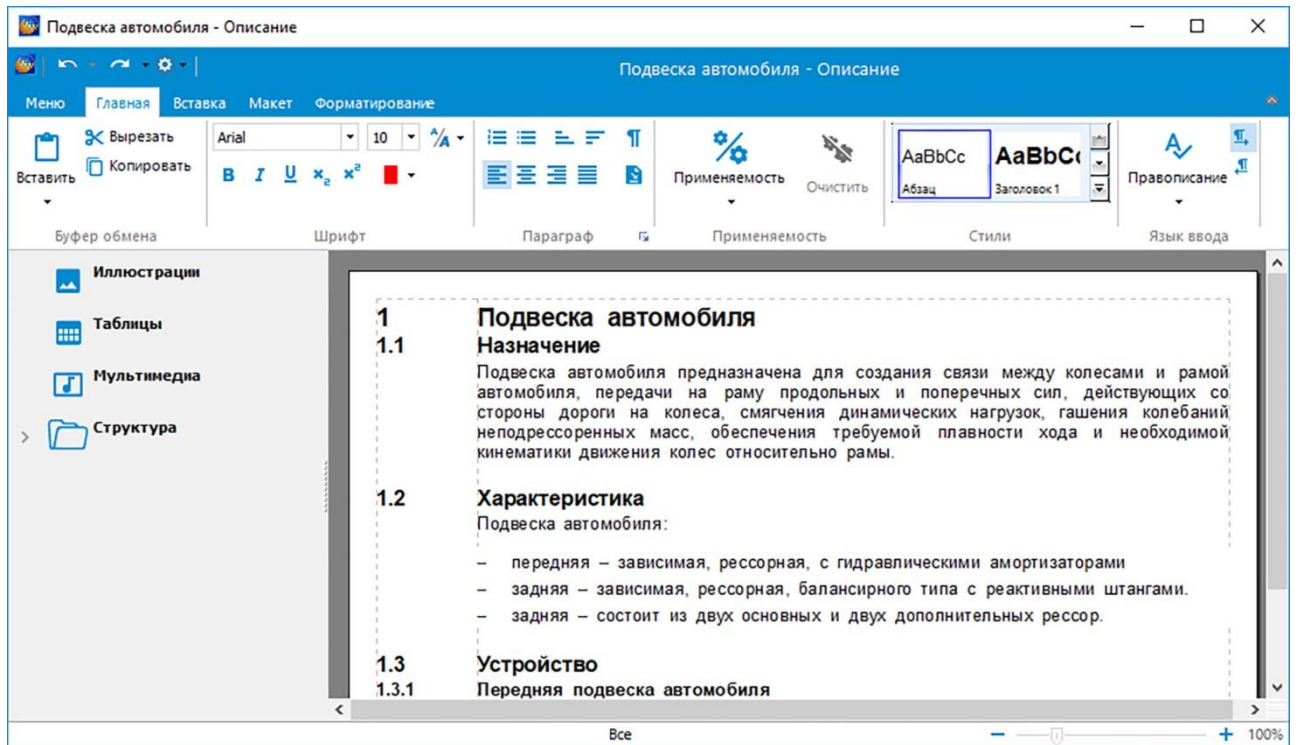 Подвеска автомобиля - Описание
Подвеска автомобиля - Описание
Меню Главная Вставка Макет Форматирование
Вставить
Вырезать
Копировать
Буфер обмена
Arial 10 A/A
B I U x₂ x²
Шрифт
Параграф
Применяемость
Очистить
Применяемость
AaBbCc
Абзац
AaBbCc
Заголовок 1
Стили
Правописание
Язык ввода
Иллюстрации
Таблицы
Мультимедиа
Структура
1 Подвеска автомобиля
1.1 Назначение
Подвеска автомобиля предназначена для создания связи между колесами и рамой
автомобиля, передачи на раму продольных и поперечных сил, действующих со
стороны дороги на колеса, смягчения динамических нагрузок, гашения колебаний
неподрессоренных масс, обеспечения требуемой плавности хода и необходимой
кинематики движения колес относительно рамы.
1.2 Характеристика
Подвеска автомобиля:
– передняя – зависимая, рессорная, с гидравлическими амортизаторами
– задняя – зависимая, рессорная, балансирного типа с реактивными штангами.
– задняя – состоит из двух основных и двух дополнительных рессор.
1.3 Устройство
1.3.1 Передняя подвеска автомобиля
Все
100%